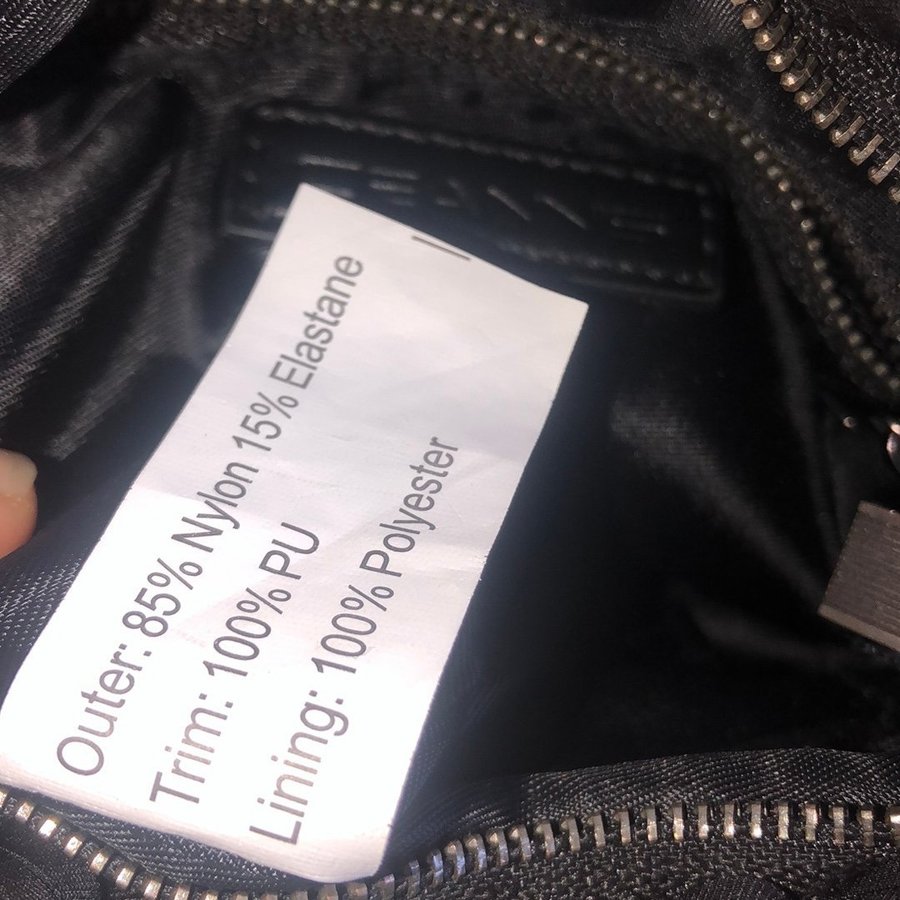 Outer: 85% Nylon 15% Elastane
Trim: 100% PU
Lining: 100% Polyester